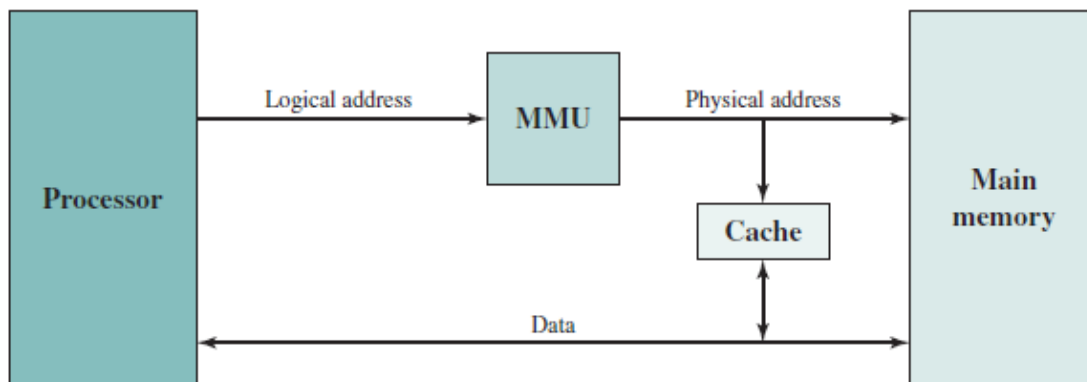 Logical address
MMU
Physical address
Processor
Main
memory
Cache
Data